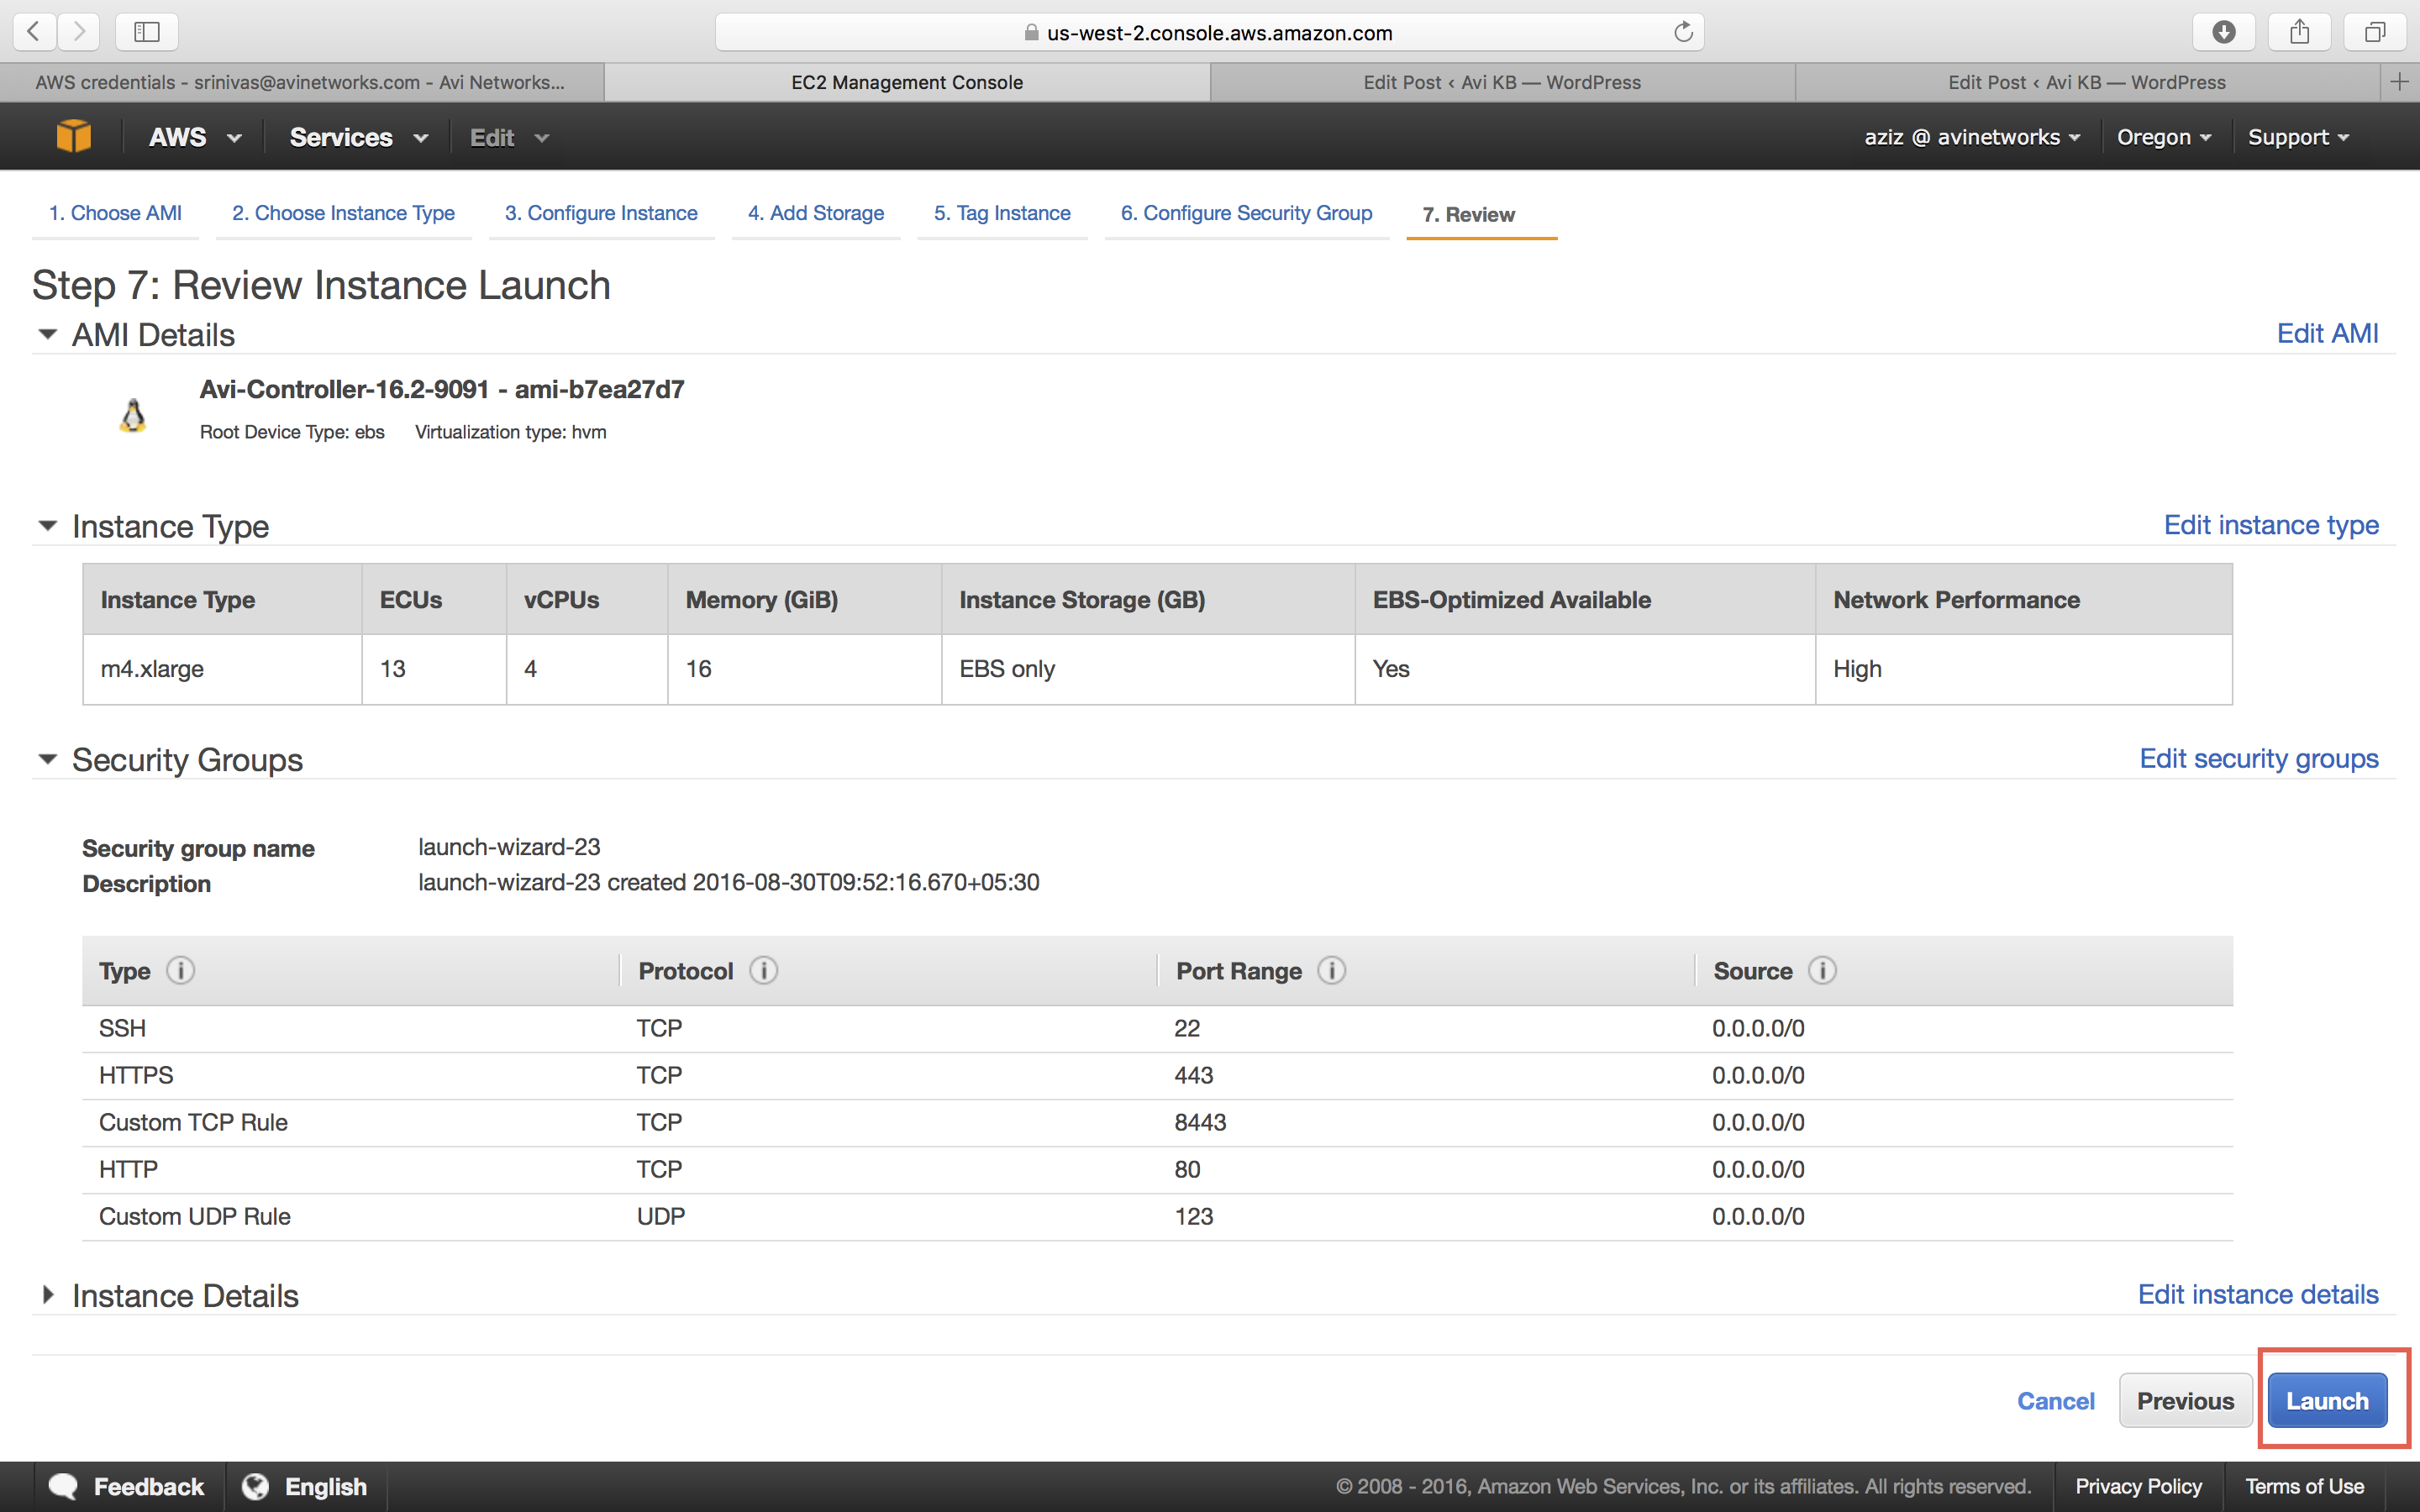 us-west-2.console.aws.amazon.com
AWS credentials - srinivas@avinetworks.com - Avi Networks...
EC2 Management Console
Edit Post ‹ Avi KB — WordPress
Edit Post ‹ Avi KB — WordPress
AWS Services Edit aziz @ avinetworks Oregon Support
1. Choose AMI 2. Choose Instance Type 3. Configure Instance 4. Add Storage 5. Tag Instance 6. Configure Security Group 7. Review
Step 7: Review Instance Launch
AMI Details Edit AMI
Avi-Controller-16.2-9091 - ami-b7ea27d7
Root Device Type: ebs Virtualization type: hvm
Instance Type Edit instance type
Instance Type ECUs vCPUs Memory (GiB) Instance Storage (GB) EBS-Optimized Available Network Performance
m4.xlarge 13 4 16 EBS only Yes High
Security Groups Edit security groups
Security group name launch-wizard-23
Description launch-wizard-23 created 2016-08-30T09:52:16.670+05:30
Type i Protocol i Port Range i Source i
SSH TCP 22 0.0.0.0/0
HTTPS TCP 443 0.0.0.0/0
Custom TCP Rule TCP 8443 0.0.0.0/0
HTTP TCP 80 0.0.0.0/0
Custom UDP Rule UDP 123 0.0.0.0/0
Instance Details Edit instance details
Cancel Previous Launch
Feedback English © 2008 - 2016, Amazon Web Services, Inc. or its affiliates. All rights reserved. Privacy Policy Terms of Use